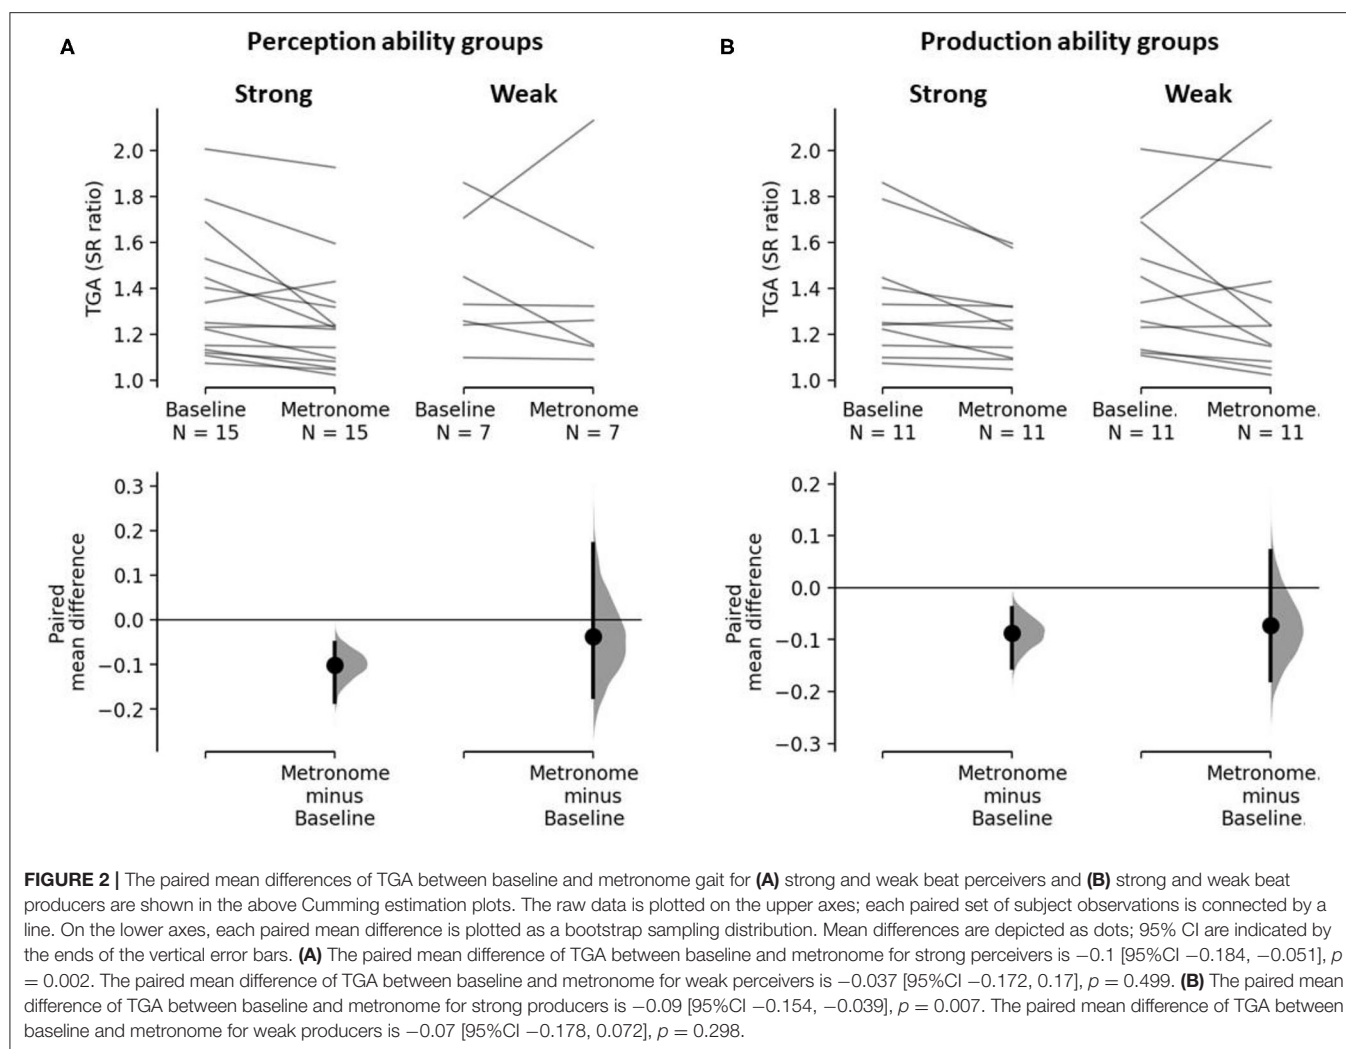 A
Perception ability groups
Strong
Weak
TGA (SR ratio)
2.0
1.8
1.6
1.4
1.2
1.0
Baseline
N = 15
Metronome
N = 15
Baseline
N = 7
Metronome
N = 7
Paired
mean difference
0.3
0.2
0.1
0.0
−0.1
−0.2
Metronome
minus
Baseline
Metronome
minus
Baseline
B
Production ability groups
Strong
Weak
TGA (SR ratio)
2.0
1.8
1.6
1.4
1.2
1.0
Baseline
N = 11
Metronome
N = 11
Baseline.
N = 11
Metronome.
N = 11
Paired
mean difference
0.2
0.1
0.0
−0.1
−0.2
−0.3
Metronome
minus
Baseline
Metronome.
minus
Baseline.
FIGURE 2 | The paired mean differences of TGA between baseline and metronome gait for (A) strong and weak beat perceivers and (B) strong and weak beat
producers are shown in the above Cumming estimation plots. The raw data is plotted on the upper axes; each paired set of subject observations is connected by a
line. On the lower axes, each paired mean difference is plotted as a bootstrap sampling distribution. Mean differences are depicted as dots; 95% CI are indicated by
the ends of the vertical error bars. (A) The paired mean difference of TGA between baseline and metronome for strong perceivers is −0.1 [95%CI −0.184, −0.051], p
= 0.002. The paired mean difference of TGA between baseline and metronome for weak perceivers is −0.037 [95%CI −0.172, 0.17], p = 0.499. (B) The paired mean
difference of TGA between baseline and metronome for strong producers is −0.09 [95%CI −0.154, −0.039], p = 0.007. The paired mean difference of TGA between
baseline and metronome for weak producers is −0.07 [95%CI −0.178, 0.072], p = 0.298.